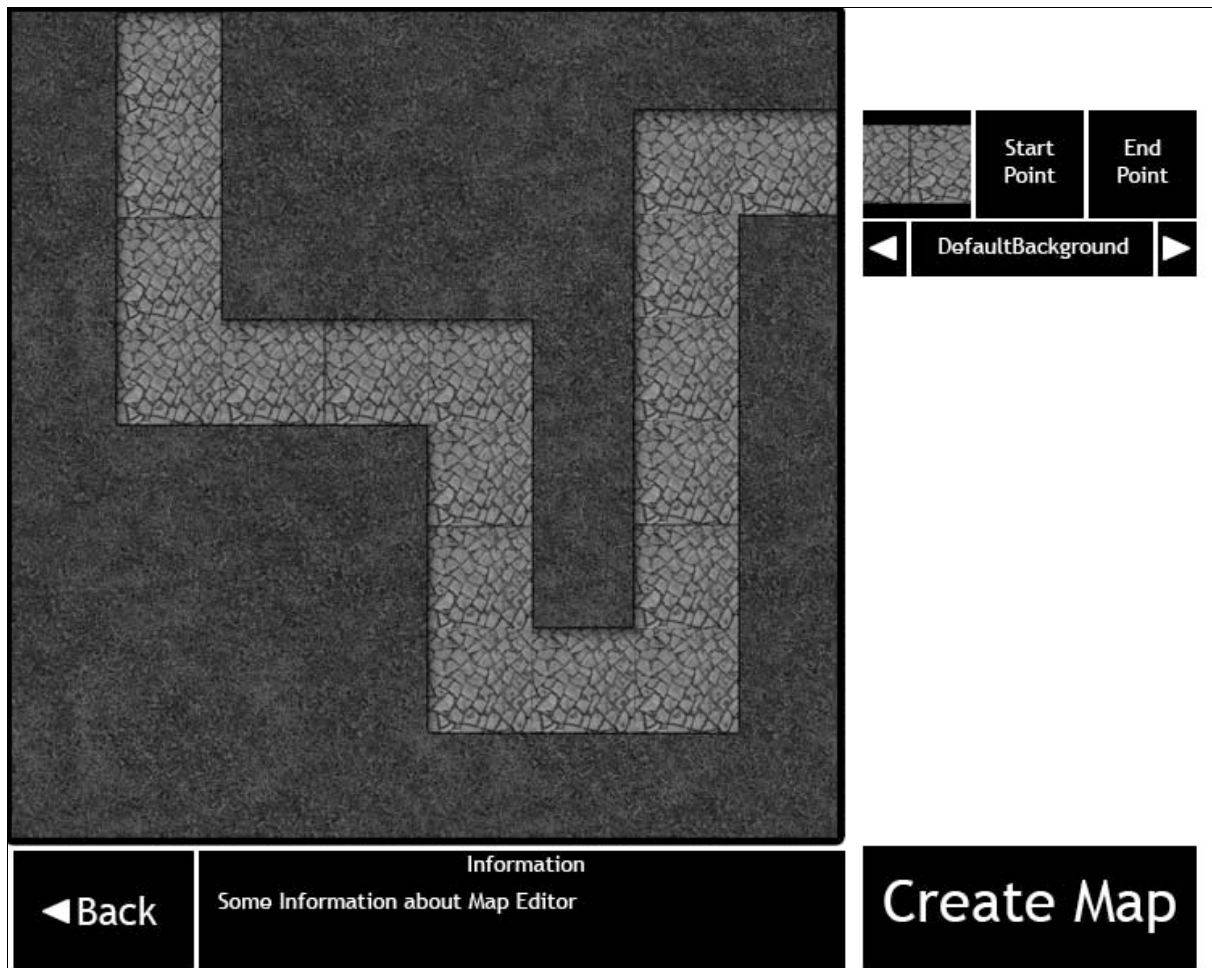 Start
Point
End
Point
DefaultBackground
Information
Back
Some Information about Map Editor
Create Map